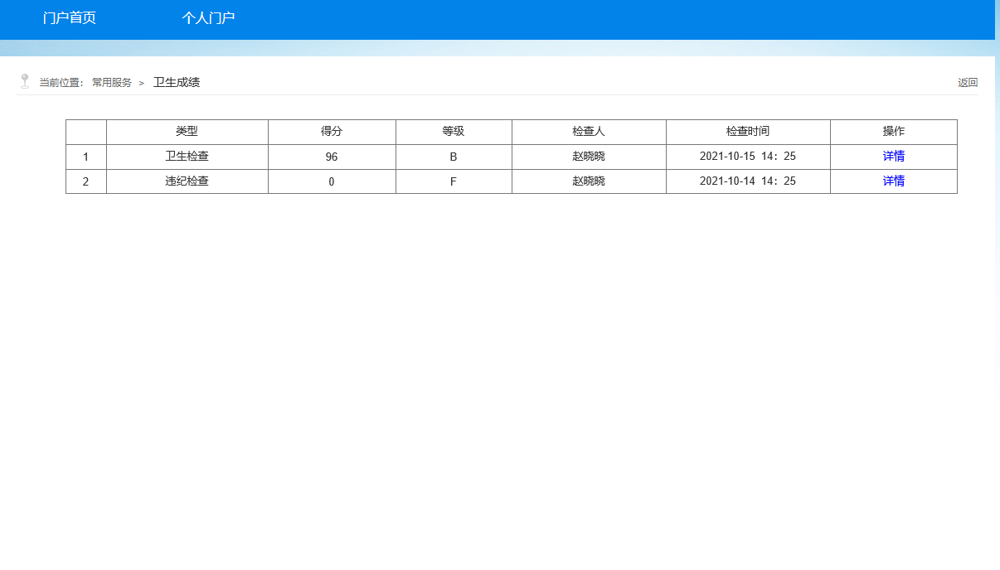 门户首页 个人门户
当前位置： 常用服务 > 卫生成绩 返回
类型 得分 等级 检查人 检查时间 操作
1 卫生检查 96 B 赵晓晓 2021-10-15 14：25 详情
2 违纪检查 0 F 赵晓晓 2021-10-14 14：25 详情